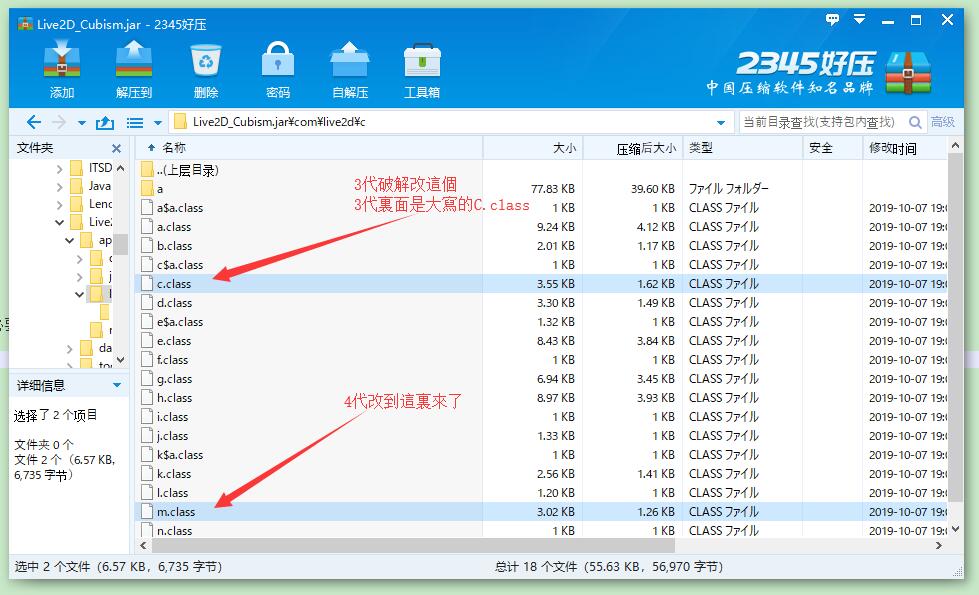 Live2D_Cubism.jar - 2345好压
添加
解压到
删除
密码
自解压
工具箱
2345好压
中国压缩软件知名品牌
Live2D_Cubism.jar¥com¥live2d¥c
当前目录查找(支持包内查找)
高级
文件夹
名称
大小
压缩后大小
类型
安全
修改时间
ITSD
Java
Leno
Live2
ap
da
too
..(上层目录)
a 77.83 KB 39.60 KB ファイル フォルダー
a$a.class 1 KB 1 KB CLASS ファイル 2019-10-07 19:0
a.class 9.24 KB 4.12 KB CLASS ファイル 2019-10-07 19:0
b.class 2.01 KB 1.17 KB CLASS ファイル 2019-10-07 19:0
c$a.class 1 KB 1 KB CLASS ファイル 2019-10-07 19:0
c.class 3.55 KB 1.62 KB CLASS ファイル 2019-10-07 19:0
d.class 3.30 KB 1.49 KB CLASS ファイル 2019-10-07 19:0
e$a.class 1.32 KB 1 KB CLASS ファイル 2019-10-07 19:0
e.class 8.43 KB 3.84 KB CLASS ファイル 2019-10-07 19:0
f.class 1 KB 1 KB CLASS ファイル 2019-10-07 19:0
g.class 6.94 KB 3.45 KB CLASS ファイル 2019-10-07 19:0
h.class 8.97 KB 3.93 KB CLASS ファイル 2019-10-07 19:0
i.class 1 KB 1 KB CLASS ファイル 2019-10-07 19:0
j.class 1.33 KB 1 KB CLASS ファイル 2019-10-07 19:0
k$a.class 1 KB 1 KB CLASS ファイル 2019-10-07 19:0
k.class 2.56 KB 1.41 KB CLASS ファイル 2019-10-07 19:0
l.class 1.20 KB 1 KB CLASS ファイル 2019-10-07 19:0
m.class 3.02 KB 1.26 KB CLASS ファイル 2019-10-07 19:0
n.class 1 KB 1 KB CLASS ファイル 2019-10-07 19:0
3代破解改這個
3代裏面是大寫的C.class
4代改到這裏來了
详细信息
选择了 2 个项目
文件夹 0 个
文件 2 个（6.57 KB,
6,735 字节）
选中 2 个文件（6.57 KB，6,735 字节）
总计 18 个文件（55.63 KB，56,970 字节）